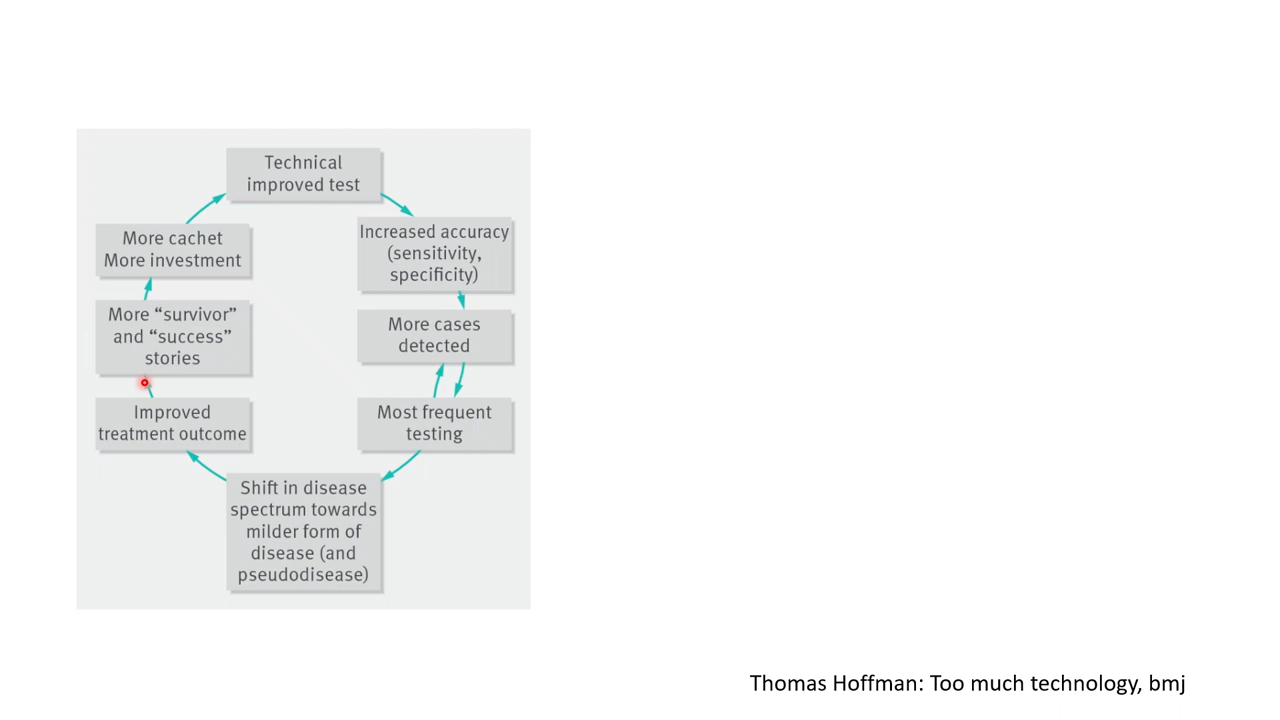 Technical
improved test
Increased accuracy
(sensitivity,
specificity)
More cases
detected
Most frequent
testing
Shift in disease
spectrum towards
milder form of
disease (and
pseudodisease)
Improved
treatment outcome
More “survivor”
and “success”
stories
More cachet
More investment
Thomas Hoffman: Too much technology, bmj